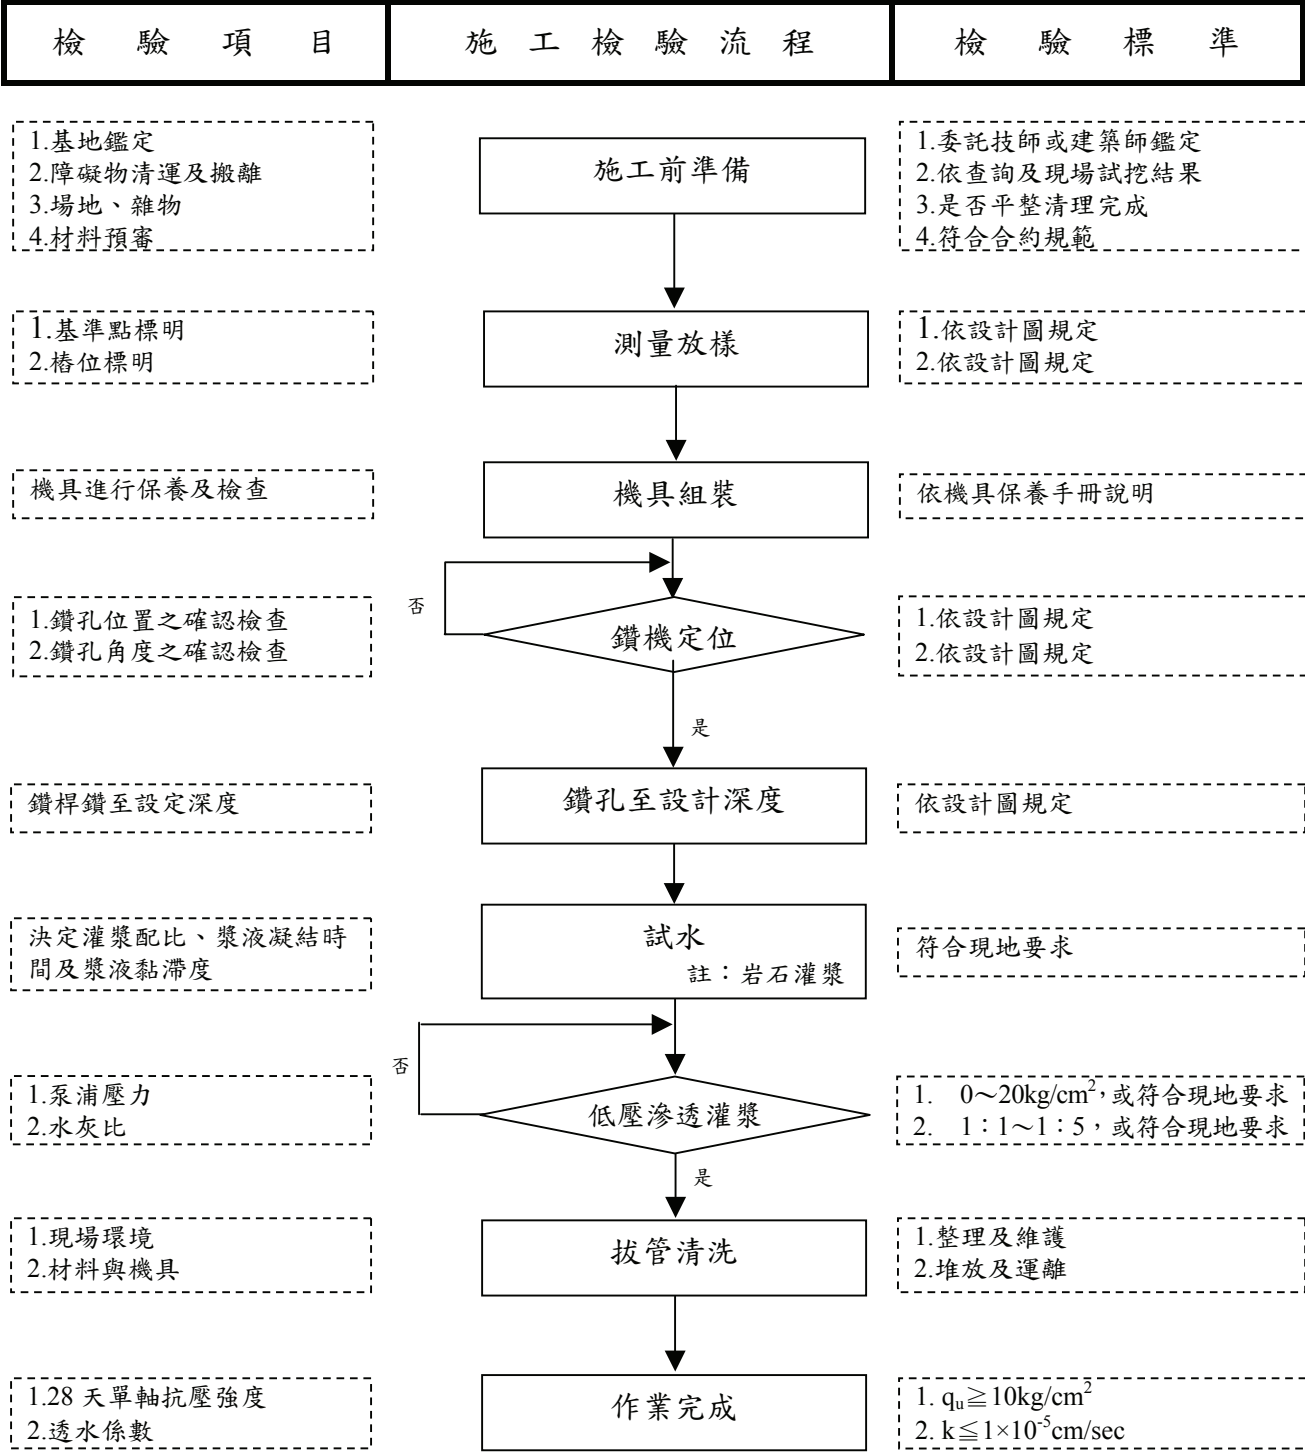 檢驗項目 施工檢驗流程 檢驗標準
1.基地鑑定
2.障礙物清運及搬離
3.場地、雜物
4.材料預審
施工前準備
1.委託技師或建築師鑑定
2.依查詢及現場試挖結果
3.是否平整清理完成
4.符合合約規範
1.基準點標明
2.樁位標明
測量放樣
1.依設計圖規定
2.依設計圖規定
機具進行保養及檢查
機具組裝
依機具保養手冊說明
否
1.鑽孔位置之確認檢查
2.鑽孔角度之確認檢查
鑽機定位
1.依設計圖規定
2.依設計圖規定
是
鑽桿鑽至設定深度
鑽孔至設計深度
依設計圖規定
決定灌漿配比、漿液凝結時
間及漿液黏滯度
試水
註：岩石灌漿
符合現地要求
否
1.泵浦壓力
2.水灰比
低壓滲透灌漿
1. 0～20kg/cm²，或符合現地要求
2. 1：1～1：5，或符合現地要求
是
1.現場環境
2.材料與機具
拔管清洗
1.整理及維護
2.堆放及運離
1.28 天單軸抗壓強度
2.透水係數
作業完成
1. qᵤ≧10kg/cm²
2. k≦1×10⁻⁵cm/sec